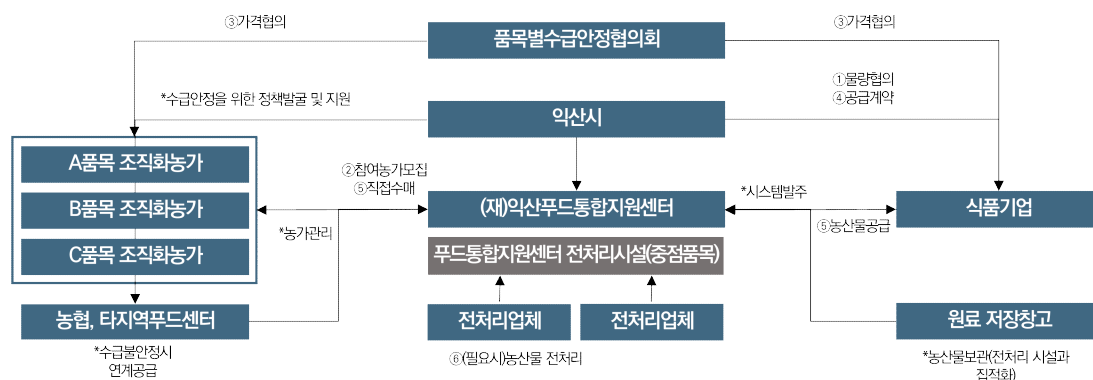 ③가격협의
품목별수급안정협의회
③가격협의
*수급안정을 위한 정책발굴 및 지원
①물량협의
④공급계약
익산시
A품목 조직화농가
B품목 조직화농가
C품목 조직화농가
②참여농가모집
⑤직접수매
*농가관리
(재)익산푸드통합지원센터
*시스템발주
⑤농산물공급
식품기업
푸드통합지원센터 전처리시설(중점품목)
농협, 타지역푸드센터
*수급불안정시
연계공급
전처리업체
전처리업체
⑥(필요시)농산물 전처리
원료 저장창고
*농산물보관(전처리 시설과
집적화)